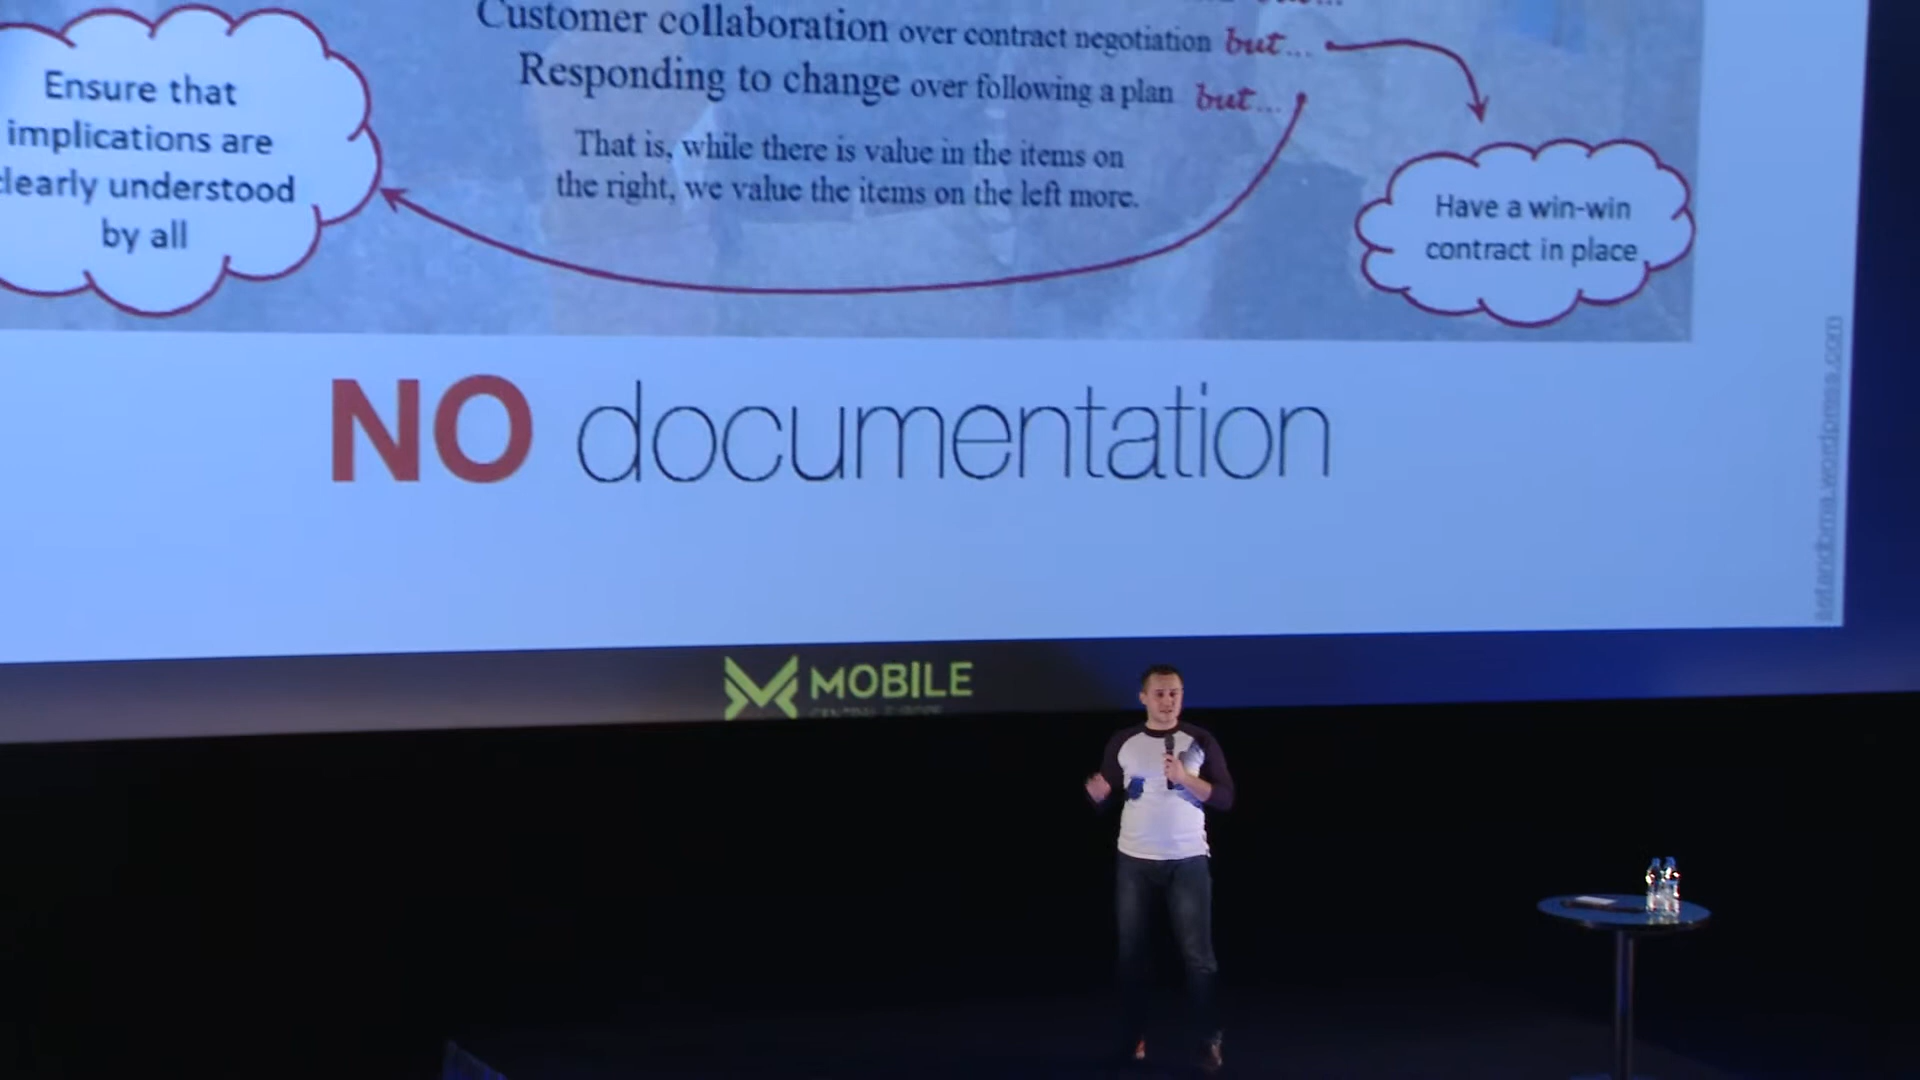 Customer collaboration over contract negotiation but...
Responding to change over following a plan but...
That is, while there is value in the items on
the right, we value the items on the left more.
Ensure that
implications are
clearly understood
by all
Have a win-win
contract in place
NO documentation
MOBILE